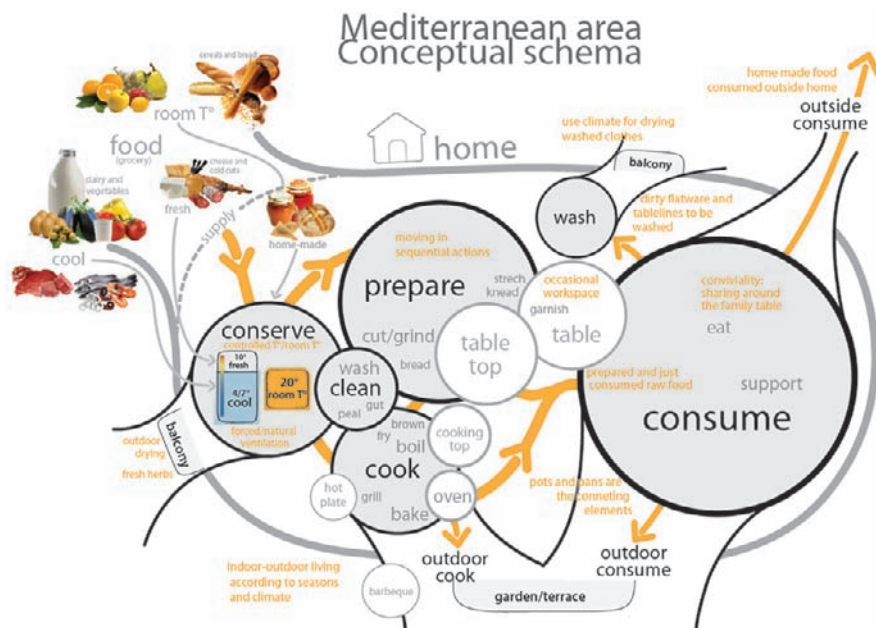 Mediterranean area
Conceptual schema
cereals and bread
room T°
food
(grocery)
dairy and
vegetables
cheese and
cold cuts
fresh
cool
supply
home-made
home
use climate for drying
washed clothes
balcony
home made food
consumed outside home
outside
consume
wash
dirty flatware and
tablelines to be
washed
moving in
sequential actions
prepare
strech
knead
cut/grind
bread
occasional
workspace
garnish
table
table
top
conviviality:
sharing around
the family table
eat
support
consume
prepared and just
consumed raw food
conserve
controlled T°/room T°
10°
fresh
4/7°
cool
20°
room T°
forced/natural
ventilation
wash
clean
gut
peal
brown
fry
boil
cook
grill
bake
cooking
top
oven
hot
plate
outdoor
drying
fresh herbs
balcony
pots and pans are
the conneting
elements
outdoor
cook
outdoor
consume
indoor-outdoor living
according to seasons
and climate
barbeque
garden/terrace